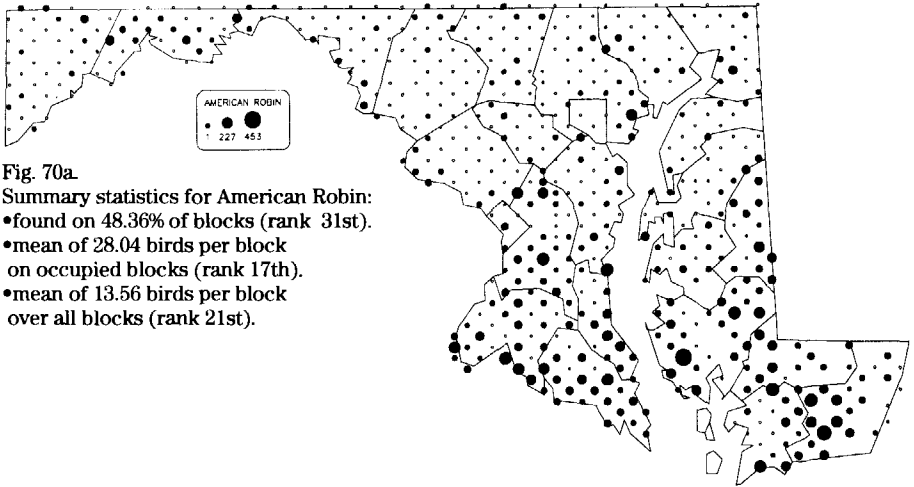 AMERICAN ROBIN
1 227 453
Fig. 70a.
Summary statistics for American Robin:
•found on 48.36% of blocks (rank 31st).
•mean of 28.04 birds per block
on occupied blocks (rank 17th).
•mean of 13.56 birds per block
over all blocks (rank 21st).